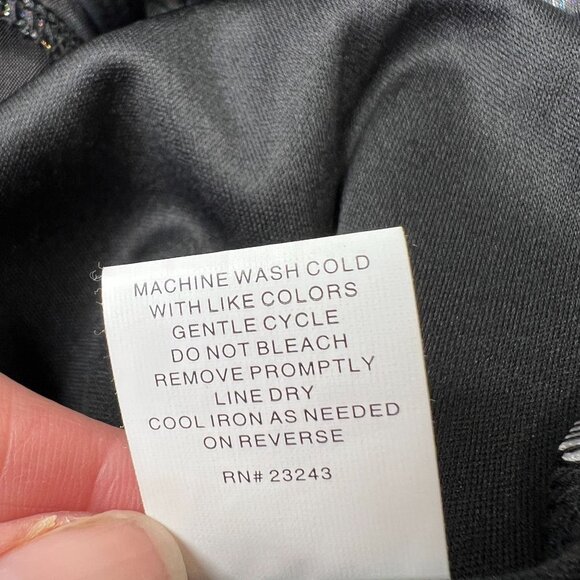 MACHINE WASH COLD
WITH LIKE COLORS
GENTLE CYCLE
DO NOT BLEACH
REMOVE PROMPTLY
LINE DRY
COOL IRON AS NEEDED
ON REVERSE
RN# 23243